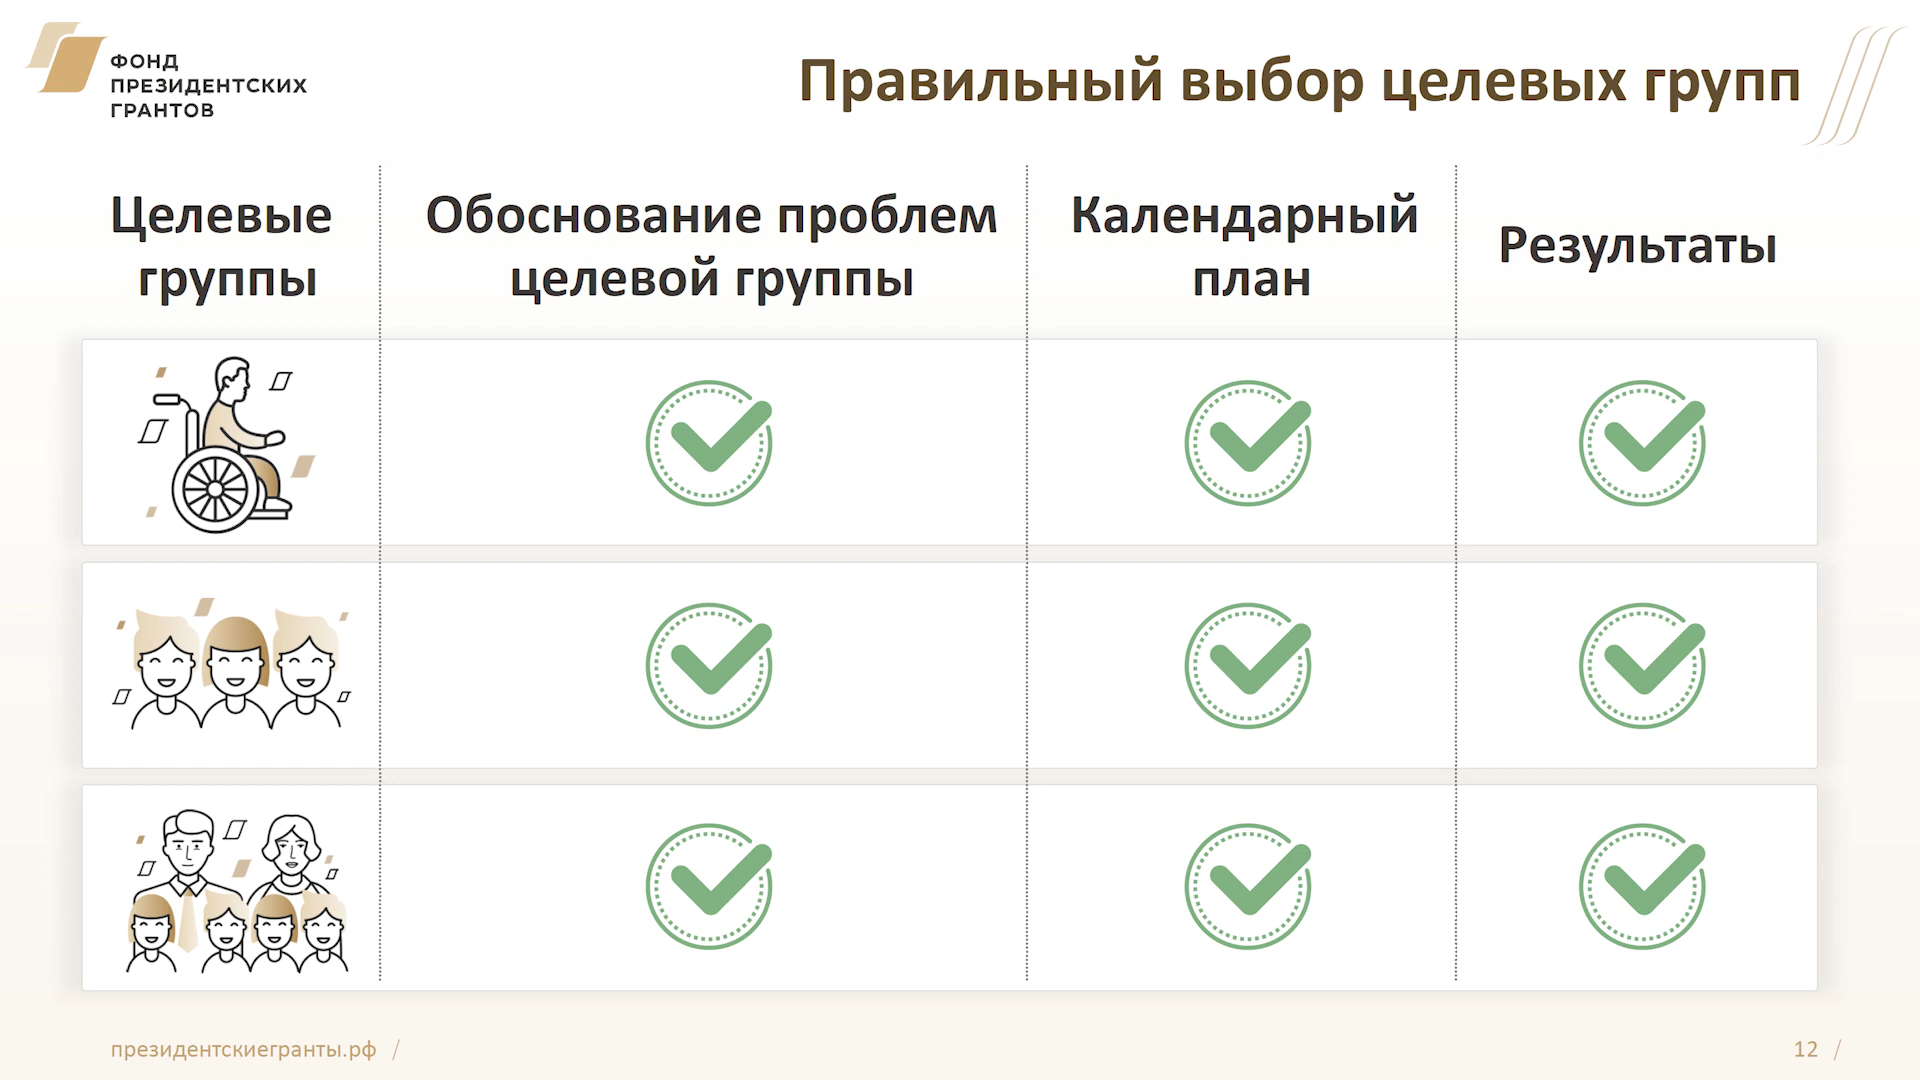 ФОНД
ПРЕЗИДЕНТСКИХ
ГРАНТОВ
Правильный выбор целевых групп
Целевые
группы
Обоснование проблем
целевой группы
Календарный
план
Результаты
президентскиегранты.рф /
12 /